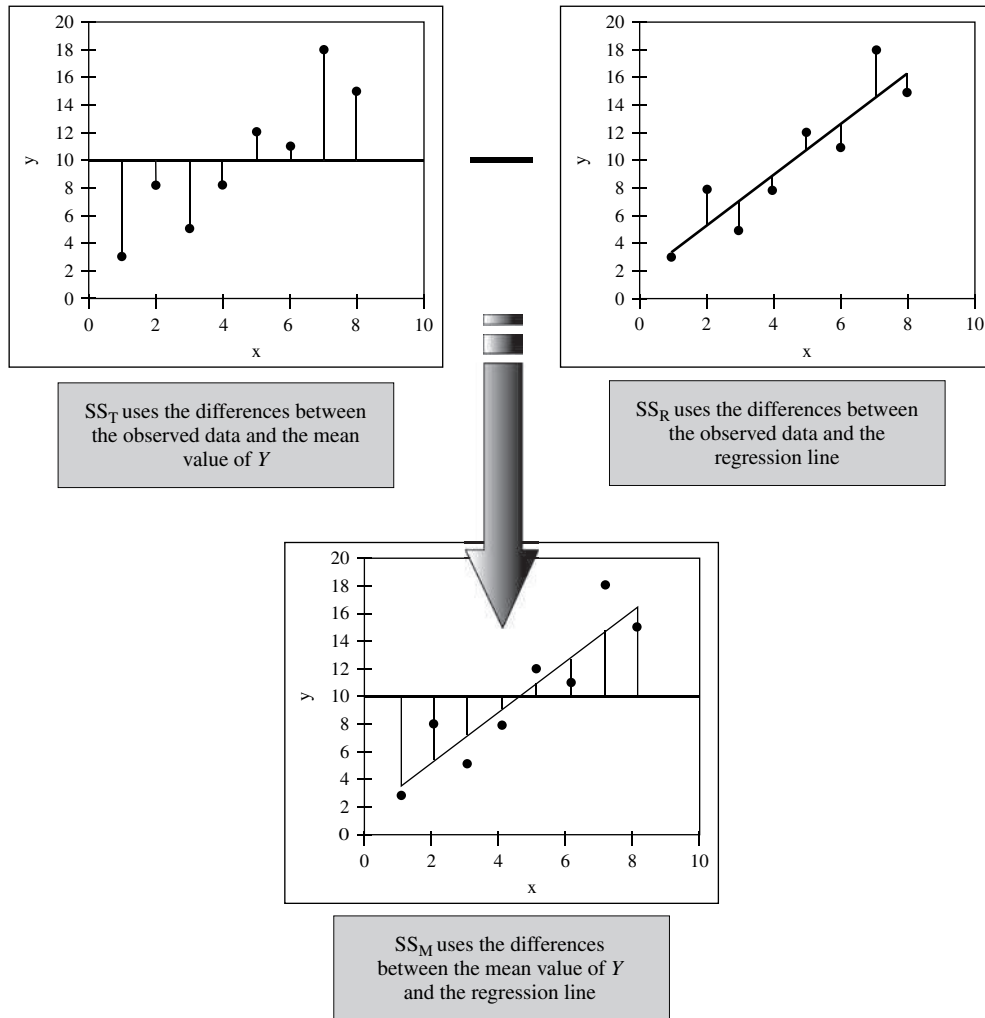 20
18
16
14
12
10
8
6
4
2
0
y
0 2 4 6 8 10
x
SST uses the differences between
the observed data and the mean
value of Y
20
18
16
14
12
10
8
6
4
2
0
y
0 2 4 6 8 10
x
SSR uses the differences between
the observed data and the
regression line
20
18
16
14
12
10
8
6
4
2
0
y
0 2 4 6 8 10
x
SSM uses the differences
between the mean value of Y
and the regression line